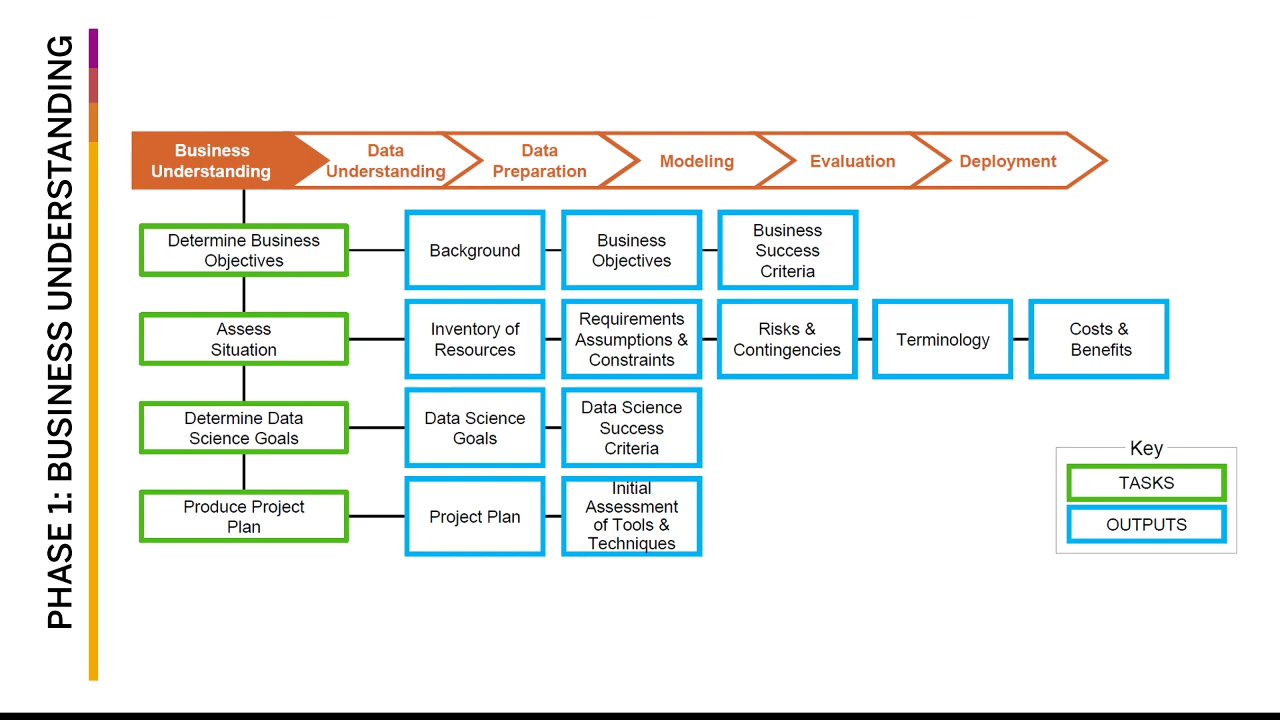 PHASE 1: BUSINESS UNDERSTANDING
Business
Understanding
Data
Understanding
Data
Preparation
Modeling
Evaluation
Deployment
Determine Business
Objectives
Background
Business
Objectives
Business
Success
Criteria
Assess
Situation
Inventory of
Resources
Requirements
Assumptions &
Constraints
Risks &
Contingencies
Terminology
Costs &
Benefits
Determine Data
Science Goals
Data Science
Goals
Data Science
Success
Criteria
Produce Project
Plan
Project Plan
Initial
Assessment
of Tools &
Techniques
Key
TASKS
OUTPUTS